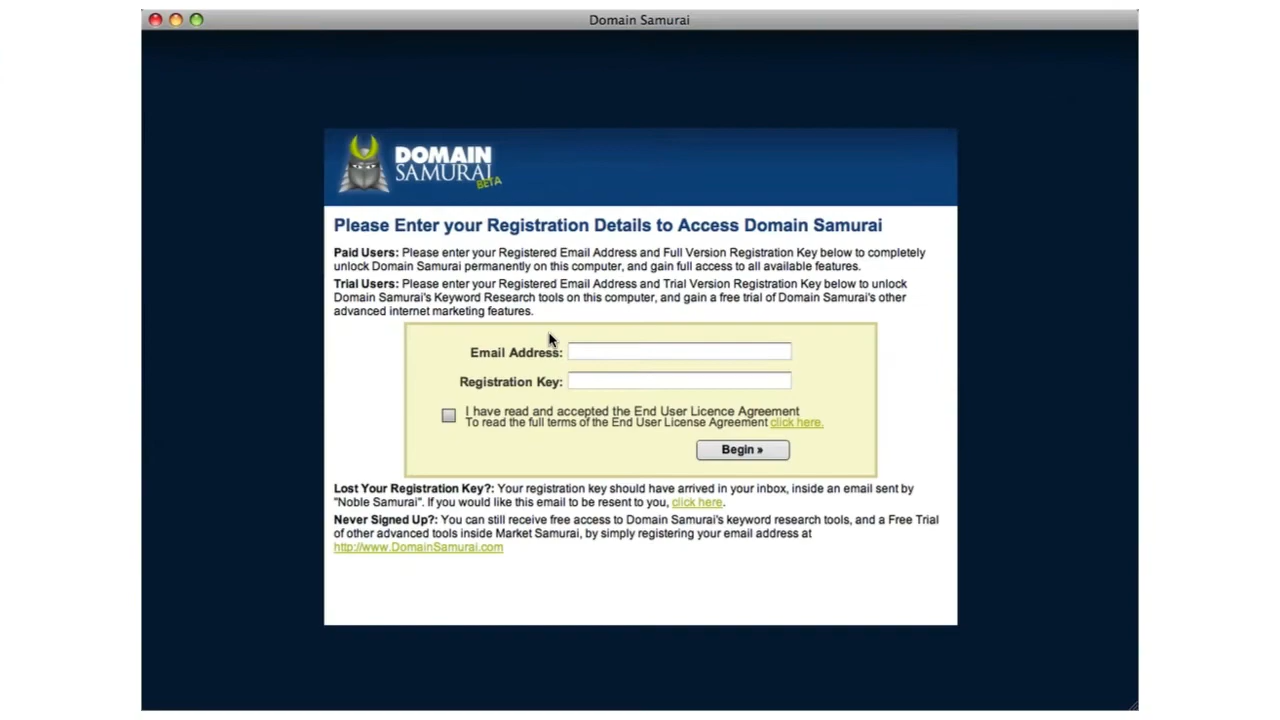 Domain Samurai
DOMAIN
SAMURAI
BETA
Please Enter your Registration Details to Access Domain Samurai
Paid Users: Please enter your Registered Email Address and Full Version Registration Key below to completely
unlock Domain Samurai permanently on this computer, and gain full access to all available features.
Trial Users: Please enter your Registered Email Address and Trial Version Registration Key below to unlock
Domain Samurai's Keyword Research tools on this computer, and gain a free trial of Domain Samurai's other
advanced internet marketing features.
Email Address:
Registration Key:
I have read and accepted the End User Licence Agreement
To read the full terms of the End User License Agreement click here.
Begin »
Lost Your Registration Key?: Your registration key should have arrived in your inbox, inside an email sent by
"Noble Samurai". If you would like this email to be resent to you, click here.
Never Signed Up?: You can still receive free access to Domain Samurai's keyword research tools, and a Free Trial
of other advanced tools inside Market Samurai, by simply registering your email address at
http://www.DomainSamurai.com